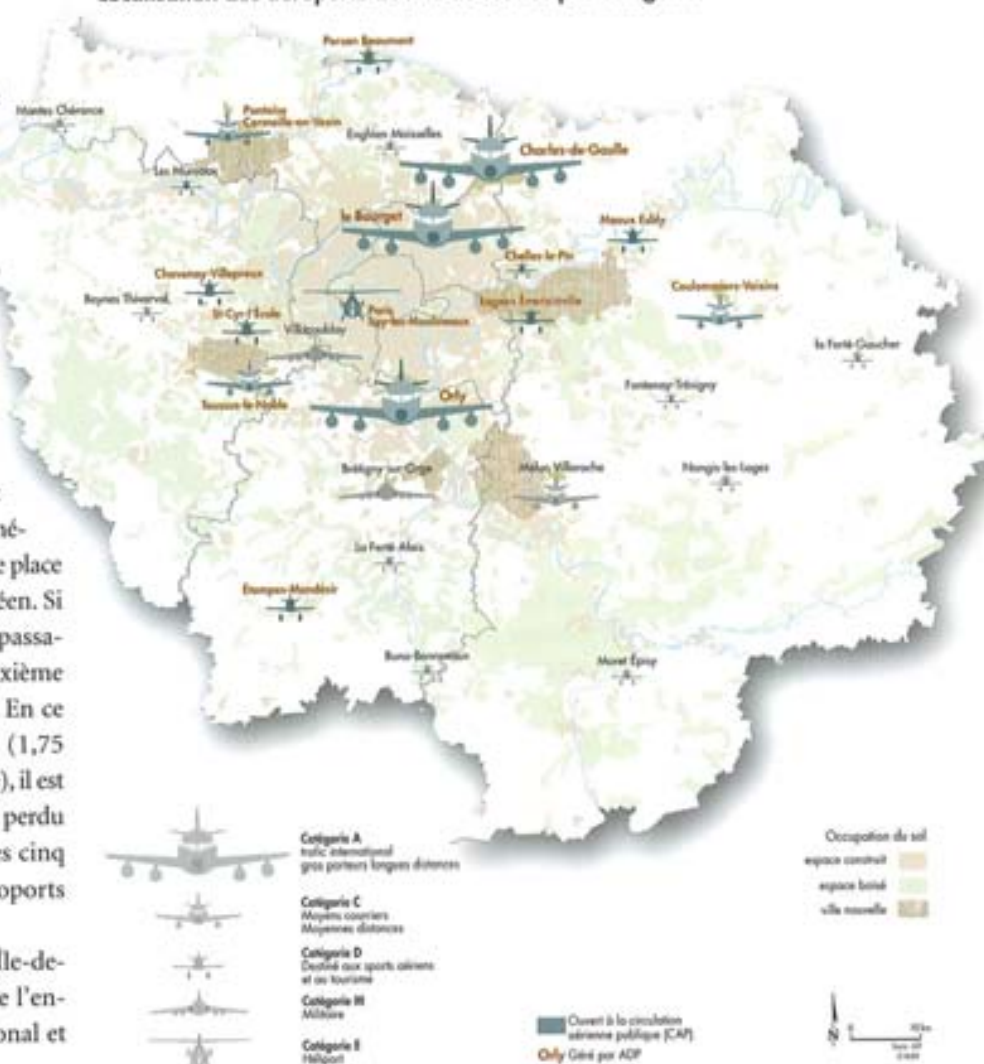 Persan Beaumont
Mantes Chérence
Pontoise
Cormeille-en-Vexin
Enghien Moisselles
Charles-de-Gaulle
Les Mureaux
le Bourget
Meaux Esbly
Chelles-le-Pin
Chavenay-Villepreux
Coulommiers-Voisins
Beynes Thiverval
Lognes Emerainville
St-Cyr-l'École
Paris
Issy-les-Moulineaux
Villacoublay
la Ferté-Gaucher
Fontenay-Trésigny
Toussus-le-Noble
Orly
Brétigny-sur-Orge
Melun Villaroche
Nangis-les-Loges
La Ferté-Alais
Étampes-Mondésir
Buno-Bonnevaux
Moret Épisy
né-
e place
éen. Si
passa-
xième
En ce
(1,75
), il est
perdu
es cinq
oports
lle-de-
e l'en-
onal et
Catégorie A
trafic international
gros porteurs longues distances
Catégorie C
Moyens courriers
Moyennes distances
Catégorie D
Destiné aux sports aériens
et au tourisme
Catégorie M
Militaire
Catégorie E
Héliport
Ouvert à la circulation
aérienne publique (CAP)
Orly Géré par ADP
Occupation du sol
espace construit
espace boisé
ville nouvelle
N
0